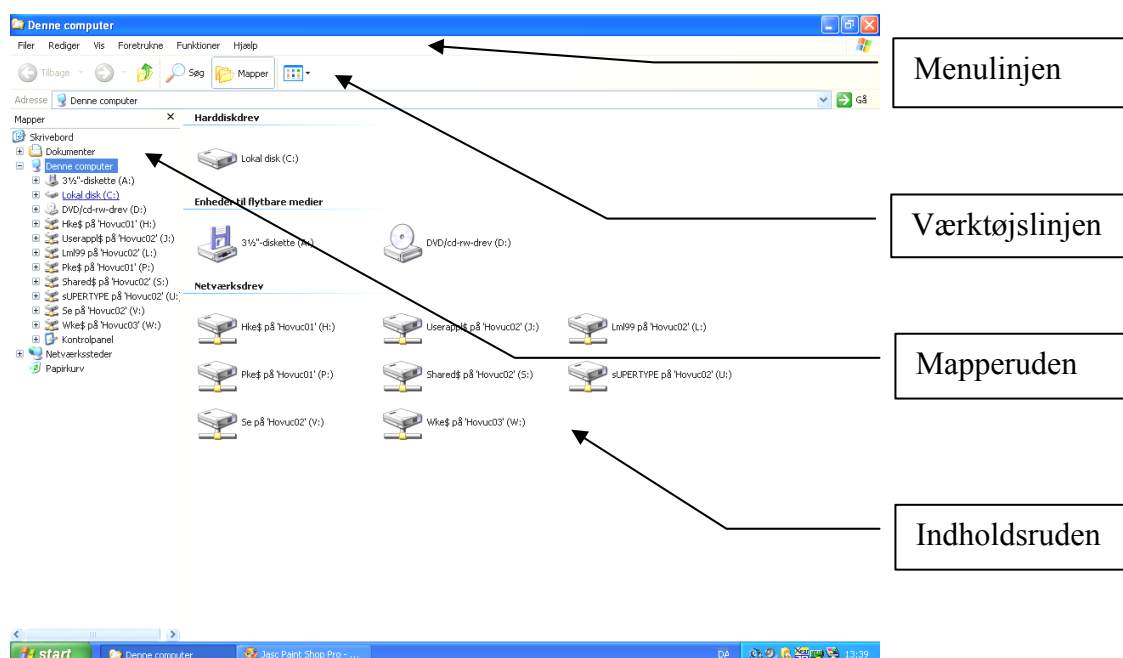 Denne computer
Filer Rediger Vis Foretrukne Funktioner Hjælp
Tilbage Søg Mapper
Adresse Denne computer Gå
Mapper
Skrivebord
Dokumenter
Denne computer
3½"-diskette (A:)
Lokal disk (C:)
DVD/cd-rw-drev (D:)
Hke$ på 'Hovuc01' (H:)
Userappl$ på 'Hovuc02' (J:)
Lml99 på 'Hovuc02' (L:)
Pke$ på 'Hovuc01' (P:)
Shared$ på 'Hovuc02' (S:)
sUPERTYPE på 'Hovuc02' (U:
Se på 'Hovuc02' (V:)
Wke$ på 'Hovuc03' (W:)
Kontrolpanel
Netværkssteder
Papirkurv
Harddiskdrev
Lokal disk (C:)
Enheder til flytbare medier
3½"-diskette (A:)
DVD/cd-rw-drev (D:)
Netværksdrev
Hke$ på 'Hovuc01' (H:)
Userappl$ på 'Hovuc02' (J:)
Lml99 på 'Hovuc02' (L:)
Pke$ på 'Hovuc01' (P:)
Shared$ på 'Hovuc02' (S:)
sUPERTYPE på 'Hovuc02' (U:)
Se på 'Hovuc02' (V:)
Wke$ på 'Hovuc03' (W:)
Menulinjen
Værktøjslinjen
Mapperuden
Indholdsruden
start Denne computer Jasc Paint Shop Pro - ... DA 13:39